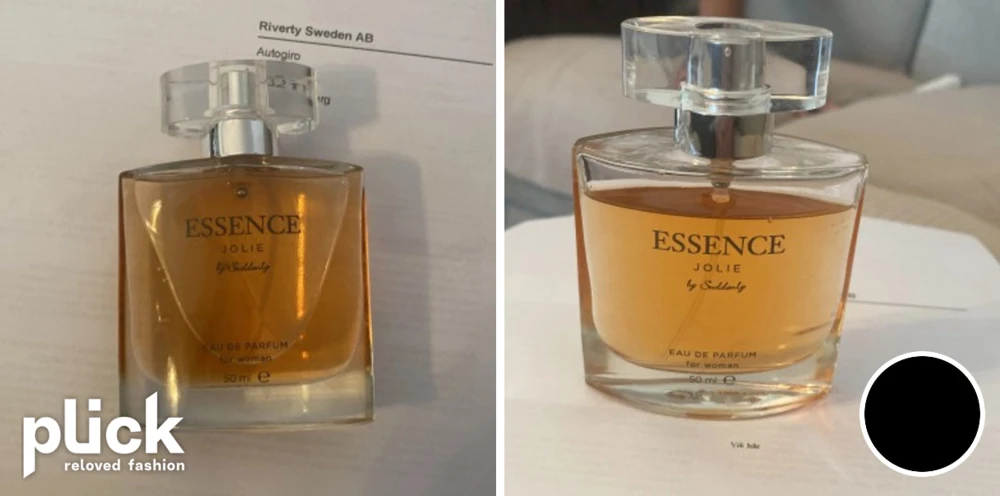 Riverty Sweden AB
Autogiro
ESSENCE
JOLIE
by Suddenly
EAU DE PARFUM
for woman
50 ml ℮
plick
reloved fashion
ESSENCE
JOLIE
by Suddenly
EAU DE PARFUM
for woman
50 ml ℮